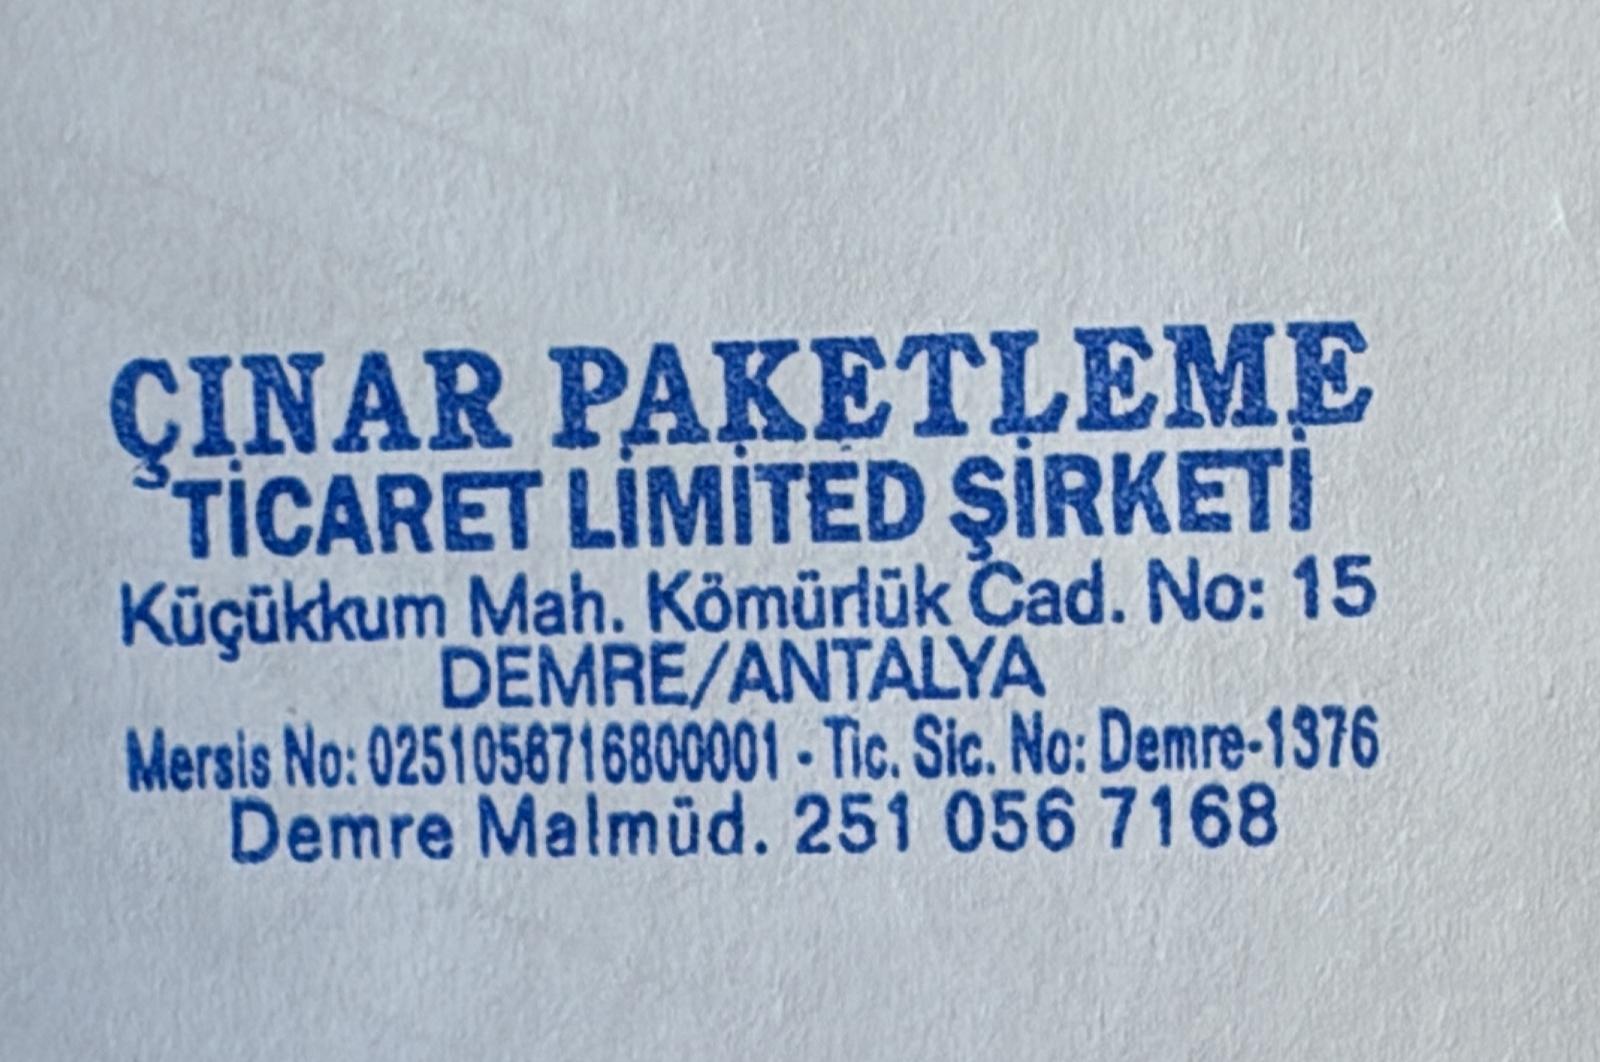 ÇINAR PAKETLEME
TİCARET LİMİTED ŞİRKETİ
Küçükkum Mah. Kömürlük Cad. No: 15
DEMRE/ANTALYA
Mersis No: 0251056716800001 - Tic. Sic. No: Demre-1376
Demre Malmüd. 251 056 7168